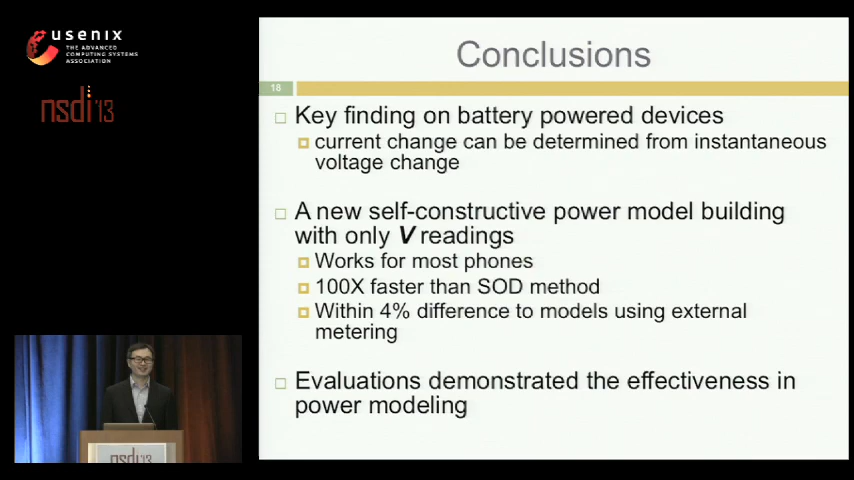 usenix
THE ADVANCED
COMPUTING SYSTEMS
ASSOCIATION
nsdi '13
Conclusions
18
Key finding on battery powered devices
current change can be determined from instantaneous
voltage change
A new self-constructive power model building
with only V readings
Works for most phones
100X faster than SOD method
Within 4% difference to models using external
metering
Evaluations demonstrated the effectiveness in
power modeling
nsdi '13